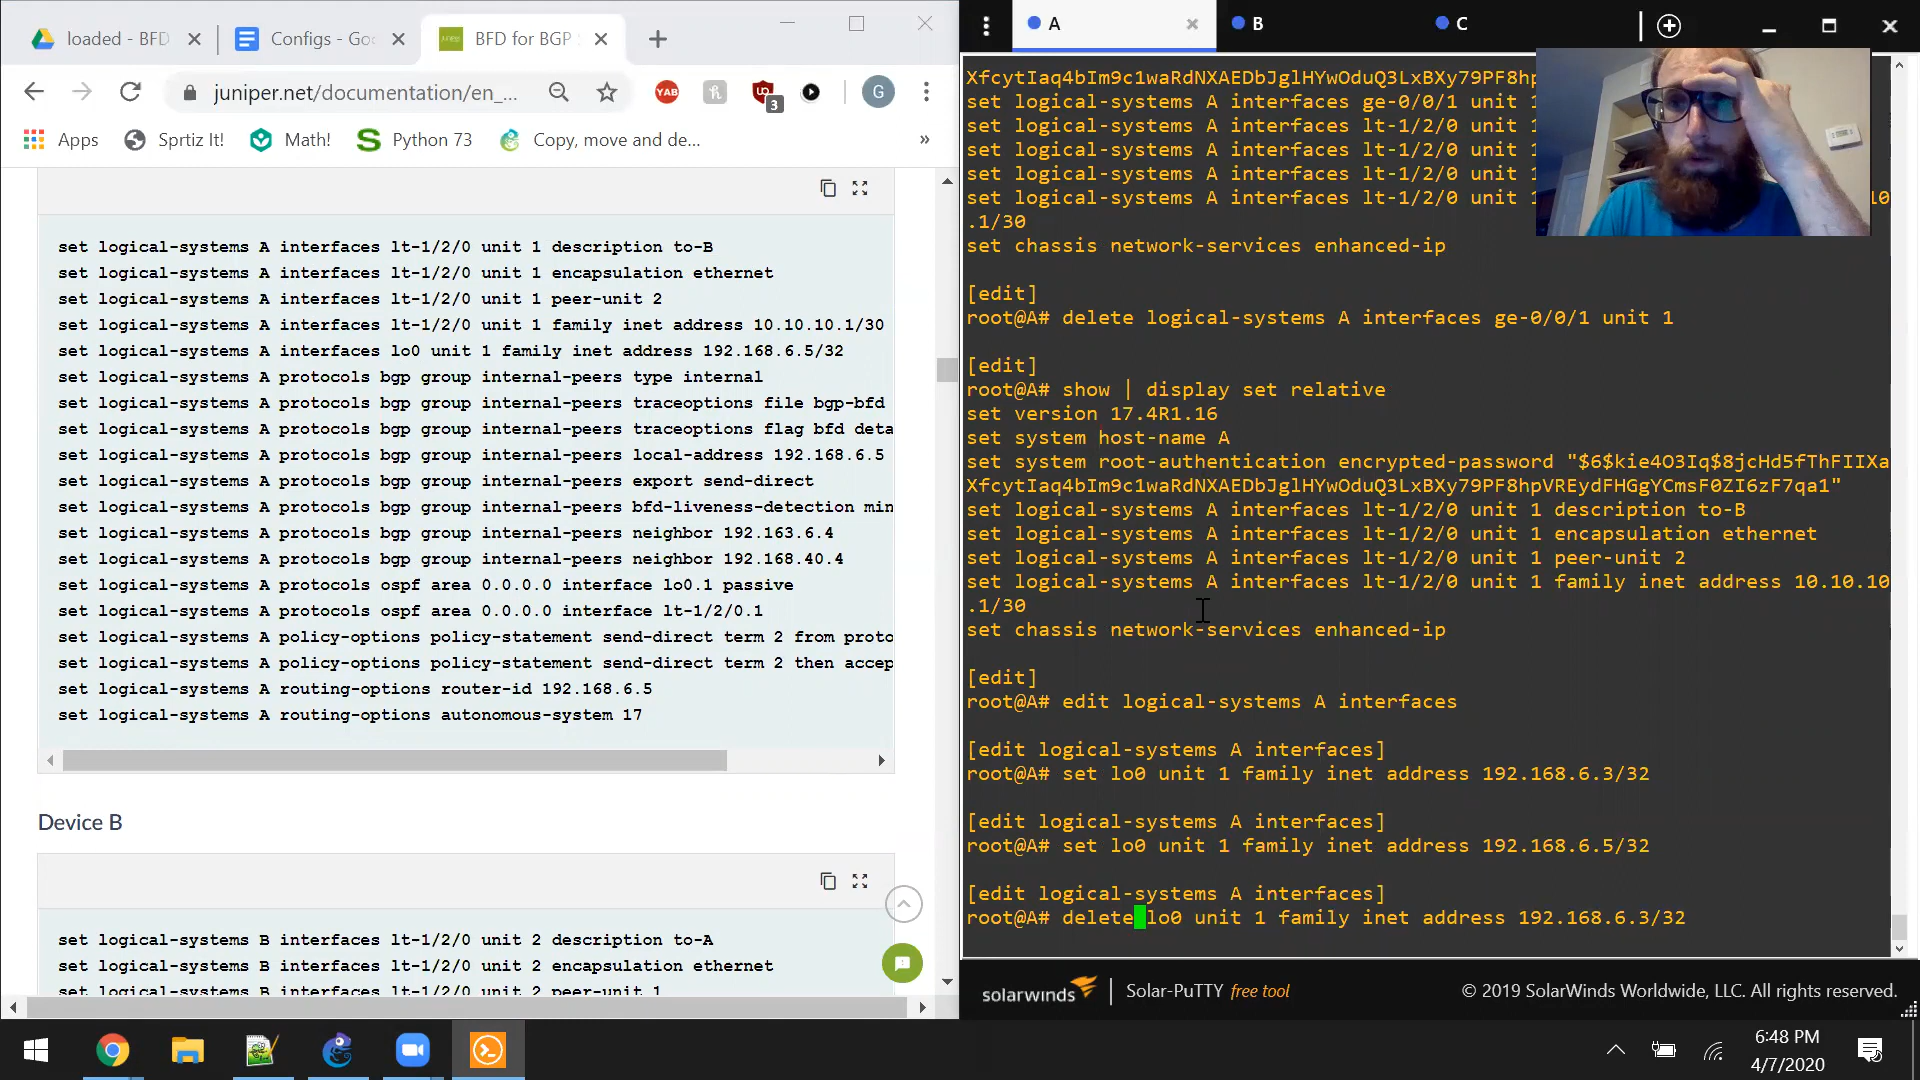 loaded - BFD
Configs - Goo
BFD for BGP S
juniper.net/documentation/en_...
3
G
Apps
Sprtiz It!
Math!
Python 73
Copy, move and de...
»
set logical-systems A interfaces lt-1/2/0 unit 1 description to-B
set logical-systems A interfaces lt-1/2/0 unit 1 encapsulation ethernet
set logical-systems A interfaces lt-1/2/0 unit 1 peer-unit 2
set logical-systems A interfaces lt-1/2/0 unit 1 family inet address 10.10.10.1/30
set logical-systems A interfaces lo0 unit 1 family inet address 192.168.6.5/32
set logical-systems A protocols bgp group internal-peers type internal
set logical-systems A protocols bgp group internal-peers traceoptions file bgp-bfd
set logical-systems A protocols bgp group internal-peers traceoptions flag bfd deta
set logical-systems A protocols bgp group internal-peers local-address 192.168.6.5
set logical-systems A protocols bgp group internal-peers export send-direct
set logical-systems A protocols bgp group internal-peers bfd-liveness-detection min
set logical-systems A protocols bgp group internal-peers neighbor 192.163.6.4
set logical-systems A protocols bgp group internal-peers neighbor 192.168.40.4
set logical-systems A protocols ospf area 0.0.0.0 interface lo0.1 passive
set logical-systems A protocols ospf area 0.0.0.0 interface lt-1/2/0.1
set logical-systems A policy-options policy-statement send-direct term 2 from proto
set logical-systems A policy-options policy-statement send-direct term 2 then accep
set logical-systems A routing-options router-id 192.168.6.5
set logical-systems A routing-options autonomous-system 17
Device B
set logical-systems B interfaces lt-1/2/0 unit 2 description to-A
set logical-systems B interfaces lt-1/2/0 unit 2 encapsulation ethernet
set logical-systems B interfaces lt-1/2/0 unit 2 peer-unit 1
A
B
C
set logical-systems A interfaces ge-0/0/1 unit 1
set logical-systems A interfaces lt-1/2/0 unit 1
set logical-systems A interfaces lt-1/2/0 unit 1
set logical-systems A interfaces lt-1/2/0 unit 1
set logical-systems A interfaces lt-1/2/0 unit 1 10
.1/30
set chassis network-services enhanced-ip
[edit]
root@A# delete logical-systems A interfaces ge-0/0/1 unit 1
[edit]
root@A# show | display set relative
set version 17.4R1.16
set system host-name A
set system root-authentication encrypted-password "$6$kie4O3Iq$8jcHd5fThFIIXa
XfcytIaq4bIm9c1waRdNXAEDbJglHYwOduQ3LxBXy79PF8hpVREydFHGgYCmsF0ZI6zF7qa1"
set logical-systems A interfaces lt-1/2/0 unit 1 description to-B
set logical-systems A interfaces lt-1/2/0 unit 1 encapsulation ethernet
set logical-systems A interfaces lt-1/2/0 unit 1 peer-unit 2
set logical-systems A interfaces lt-1/2/0 unit 1 family inet address 10.10.10
.1/30
set chassis network-services enhanced-ip
[edit]
root@A# edit logical-systems A interfaces
[edit logical-systems A interfaces]
root@A# set lo0 unit 1 family inet address 192.168.6.3/32
[edit logical-systems A interfaces]
root@A# set lo0 unit 1 family inet address 192.168.6.5/32
[edit logical-systems A interfaces]
root@A# delete lo0 unit 1 family inet address 192.168.6.3/32
solarwinds | Solar-PuTTY free tool
© 2019 SolarWinds Worldwide, LLC. All rights reserved.
6:48 PM
4/7/2020